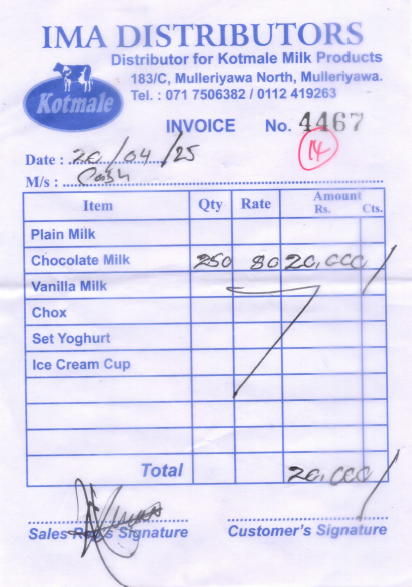 IMA DISTRIBUTORS
Distributor for Kotmale Milk Products
183/C, Mulleriyawa North, Mulleriyawa.
Tel. : 071 7506382 / 0112 419263
Kotmale
INVOICE No. 4467
14
Date : 20/04/25
M/s : Cash
Item Qty Rate Amount
Rs. Cts.
Plain Milk
Chocolate Milk 250 80 20,000/
Vanilla Milk
Chox
Set Yoghurt
Ice Cream Cup
Total 20,000/
Sales Rep's Signature Customer's Signature